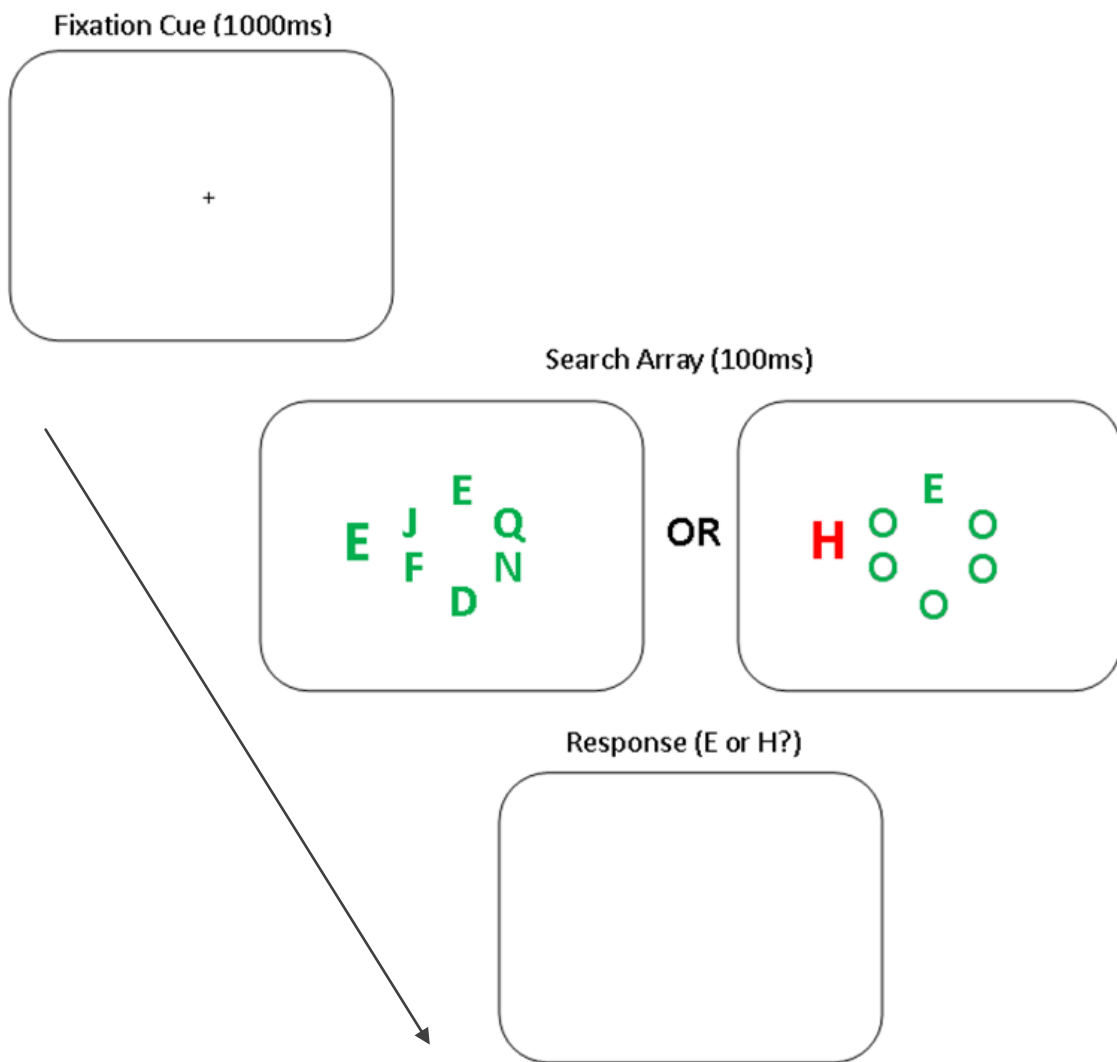 Fixation Cue (1000ms)
+
Search Array (100ms)
E
J
Q
E
F
N
D
OR
E
O
O
H
O
O
O
Response (E or H?)